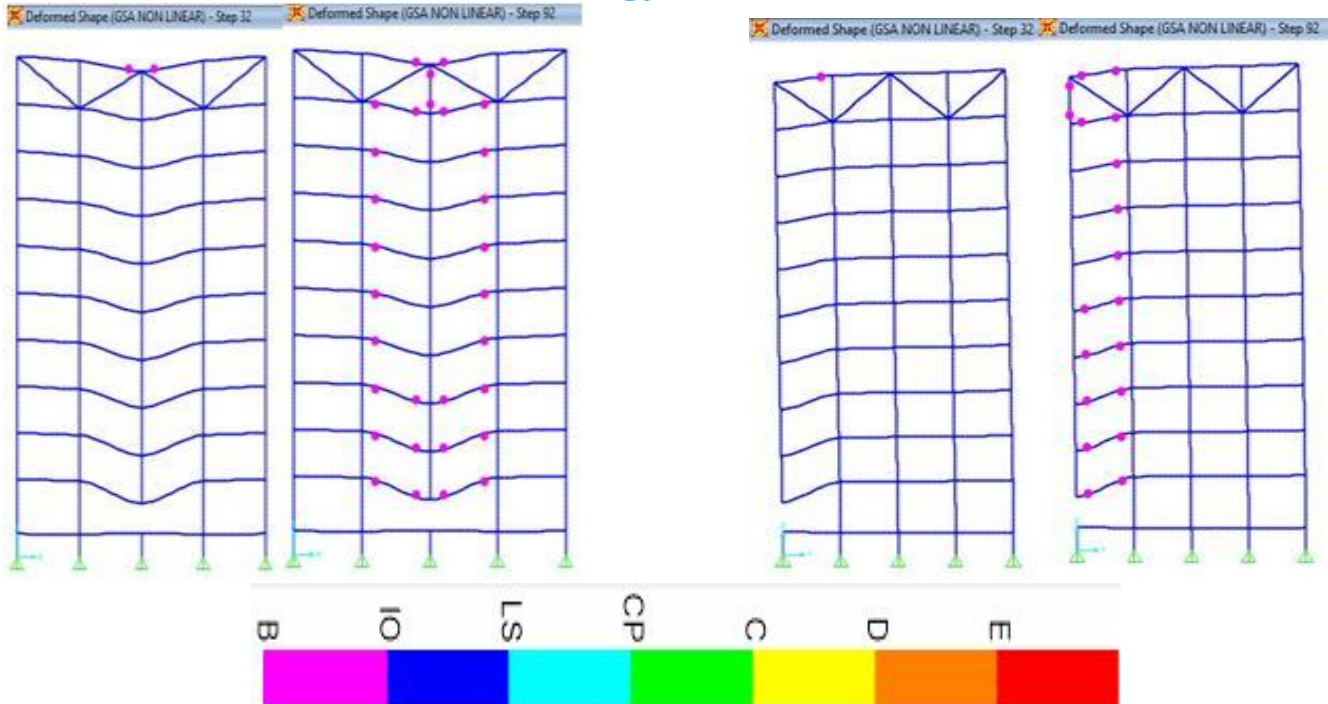 Deformed Shape (GSA NON LINEAR) - Step 32
Deformed Shape (GSA NON LINEAR) - Step 92
Deformed Shape (GSA NON LINEAR) - Step 32
Deformed Shape (GSA NON LINEAR) - Step 92
B IO LS CP C D E